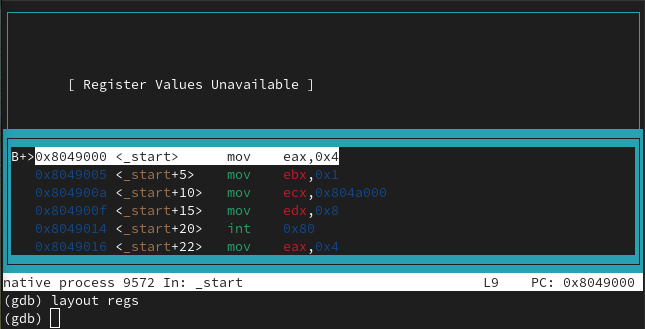 [ Register Values Unavailable ]
B+>0x8049000 <_start> mov eax,0x4
0x8049005 <_start+5> mov ebx,0x1
0x804900a <_start+10> mov ecx,0x804a000
0x804900f <_start+15> mov edx,0x8
0x8049014 <_start+20> int 0x80
0x8049016 <_start+22> mov eax,0x4
native process 9572 In: _start L9 PC: 0x8049000
(gdb) layout regs
(gdb)